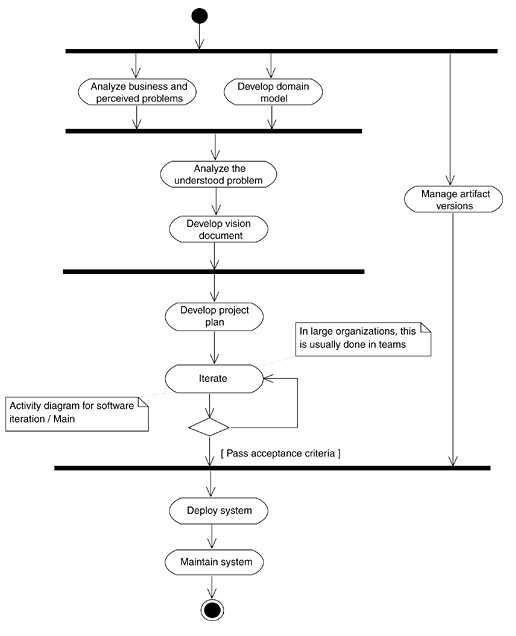 Analyze business and
perceived problems
Develop domain
model
Analyze the
understood problem
Manage artifact
versions
Develop vision
document
Develop project
plan
In large organizations, this
is usually done in teams
Iterate
Activity diagram for software
iteration / Main
[ Pass acceptance criteria ]
Deploy system
Maintain system